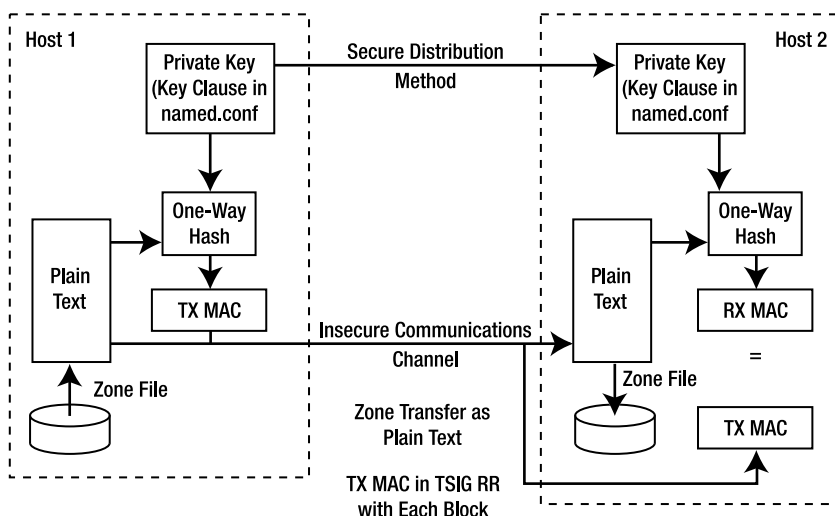 Host 1
Private Key
(Key Clause in
named.conf
Secure Distribution
Method
Host 2
Private Key
(Key Clause in
named.conf
One-Way
Hash
Plain
Text
TX MAC
Zone File
Insecure Communications
Channel
Zone Transfer as
Plain Text
TX MAC in TSIG RR
with Each Block
One-Way
Hash
Plain
Text
RX MAC
=
Zone File
TX MAC